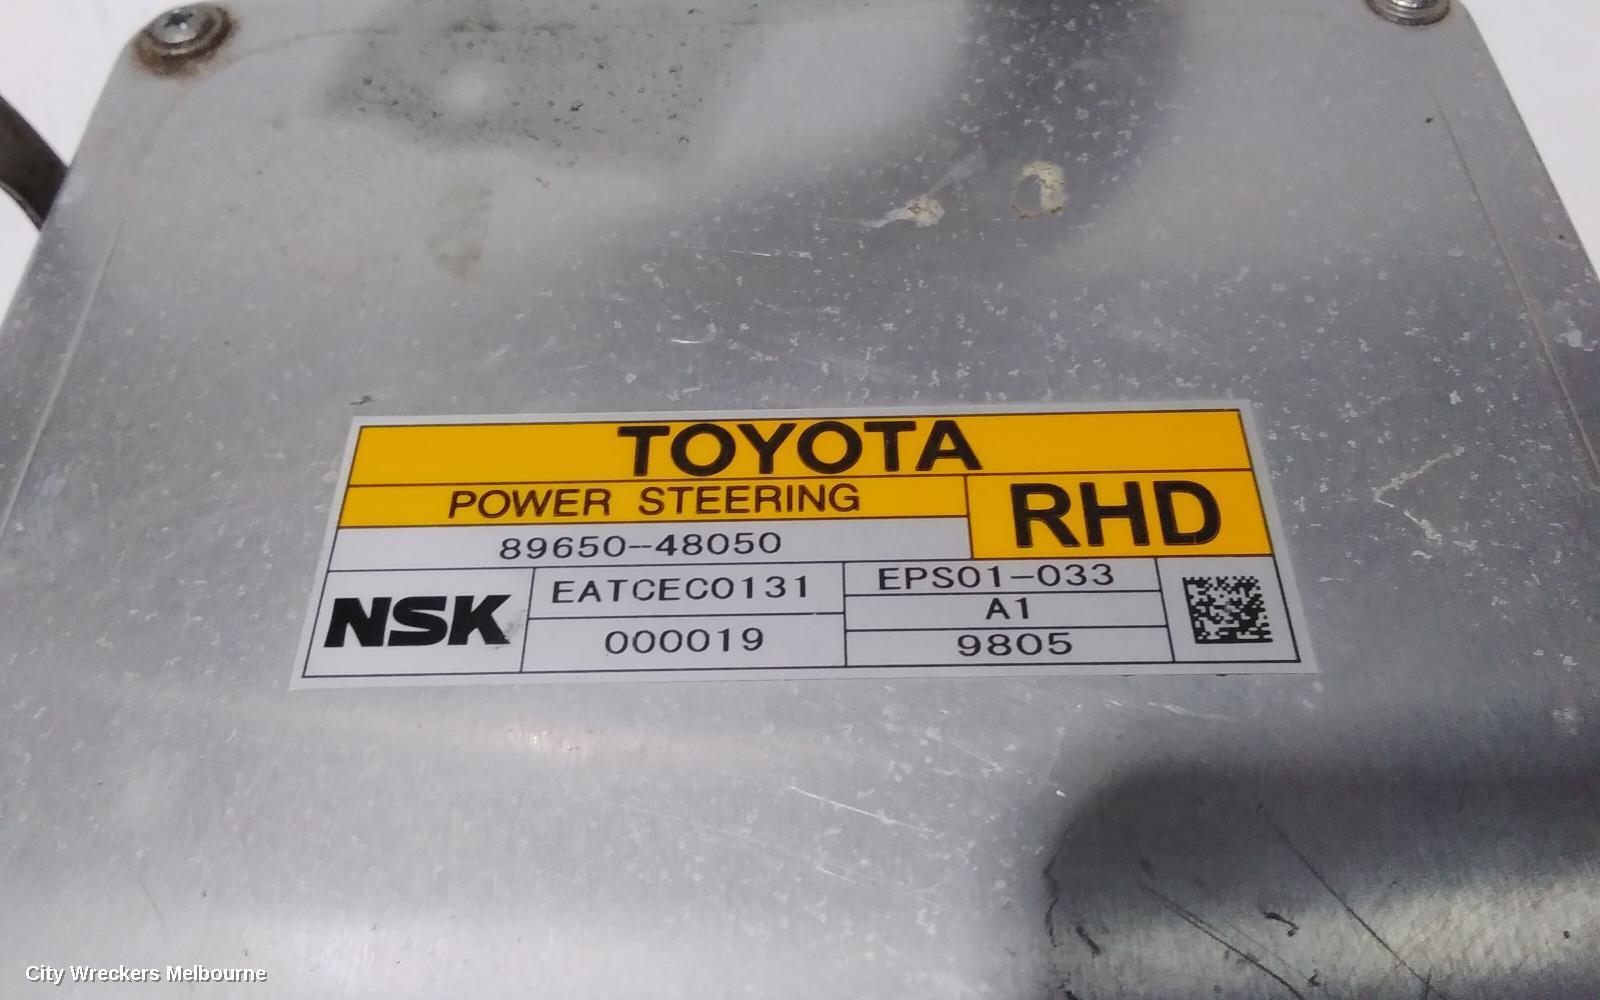 TOYOTA
POWER STEERING
RHD
89650-48050
NSK
EATCEC0131
000019
EPS01-033
A1
9805
City Wreckers Melbourne